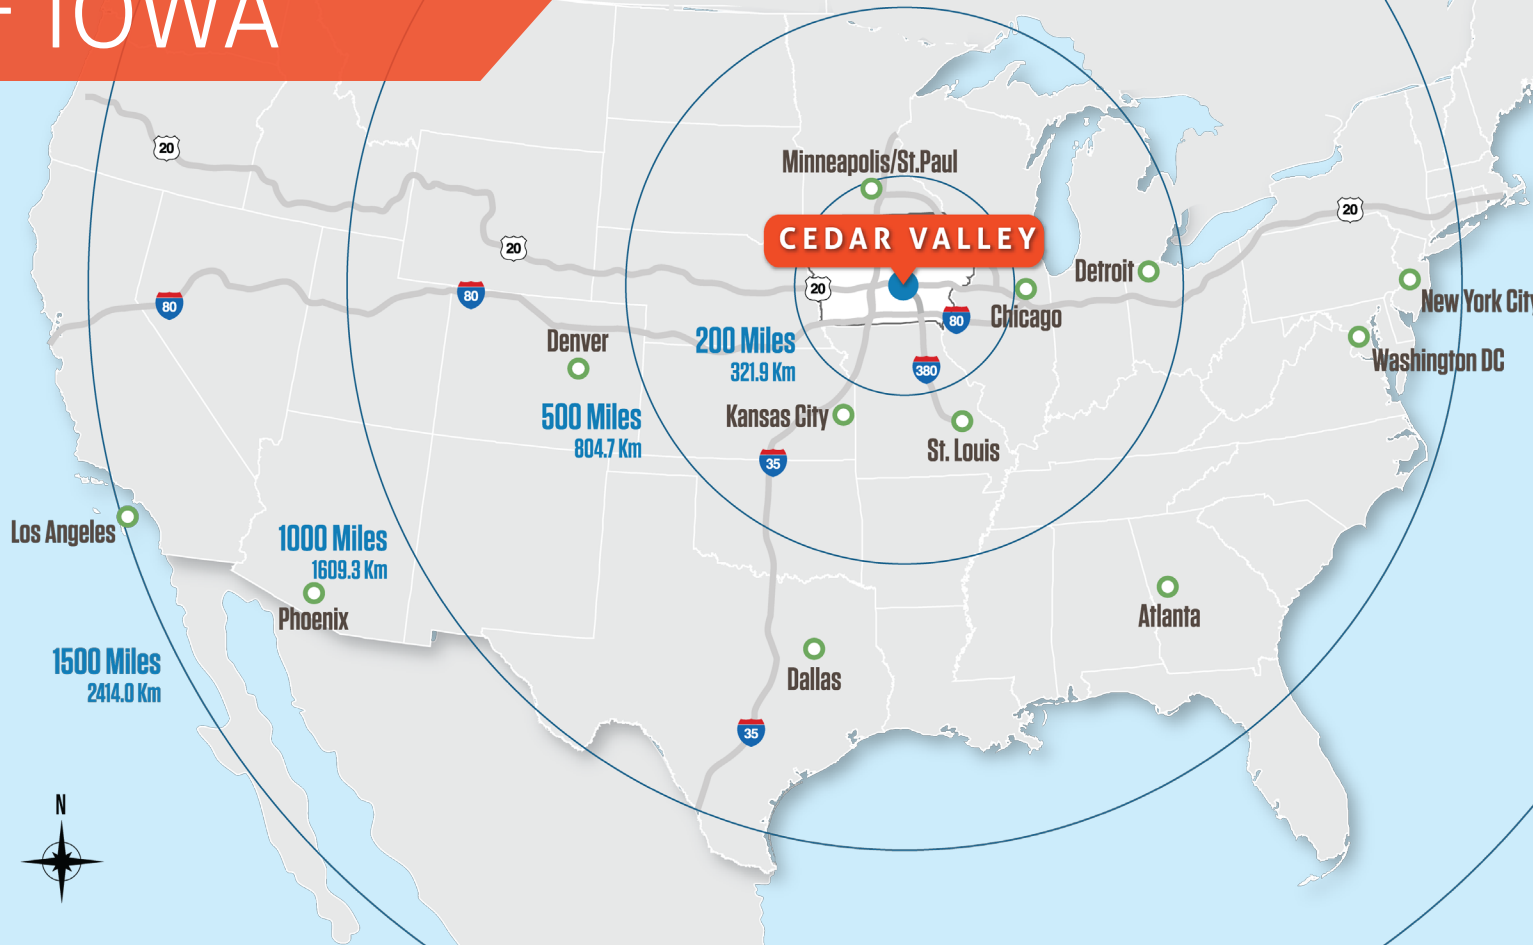 IOWA
20
Minneapolis/St.Paul
CEDAR VALLEY
20
20
20
Detroit
80
80
Chicago
80
New York City
200 Miles
321.9 Km
Denver
Washington DC
380
500 Miles
804.7 Km
Kansas City
St. Louis
35
Los Angeles
1000 Miles
1609.3 Km
Phoenix
Atlanta
1500 Miles
2414.0 Km
Dallas
35
N